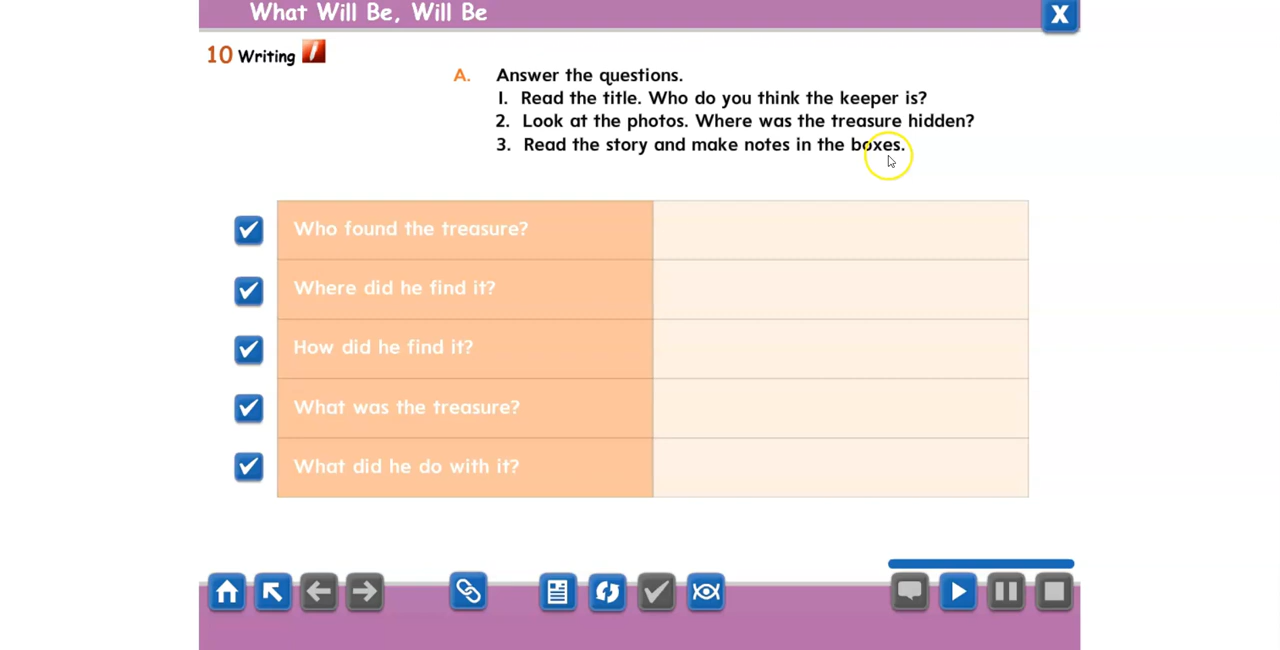 What Will Be, Will Be
X
10 Writing
A. Answer the questions.
1. Read the title. Who do you think the keeper is?
2. Look at the photos. Where was the treasure hidden?
3. Read the story and make notes in the boxes.
Who found the treasure?
Where did he find it?
How did he find it?
What was the treasure?
What did he do with it?